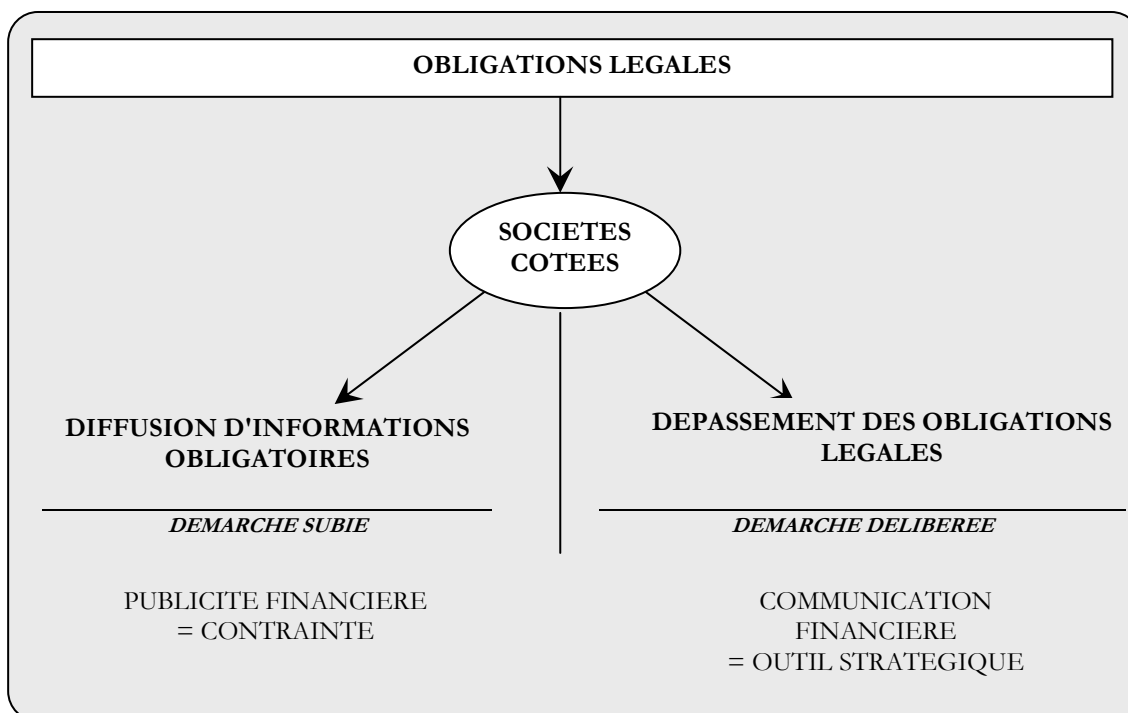 OBLIGATIONS LEGALES
SOCIETES
COTEES
DIFFUSION D'INFORMATIONS
OBLIGATOIRES
DEMARCHE SUBIE
PUBLICITE FINANCIERE
= CONTRAINTE
DEPASSEMENT DES OBLIGATIONS
LEGALES
DEMARCHE DELIBEREE
COMMUNICATION
FINANCIERE
= OUTIL STRATEGIQUE